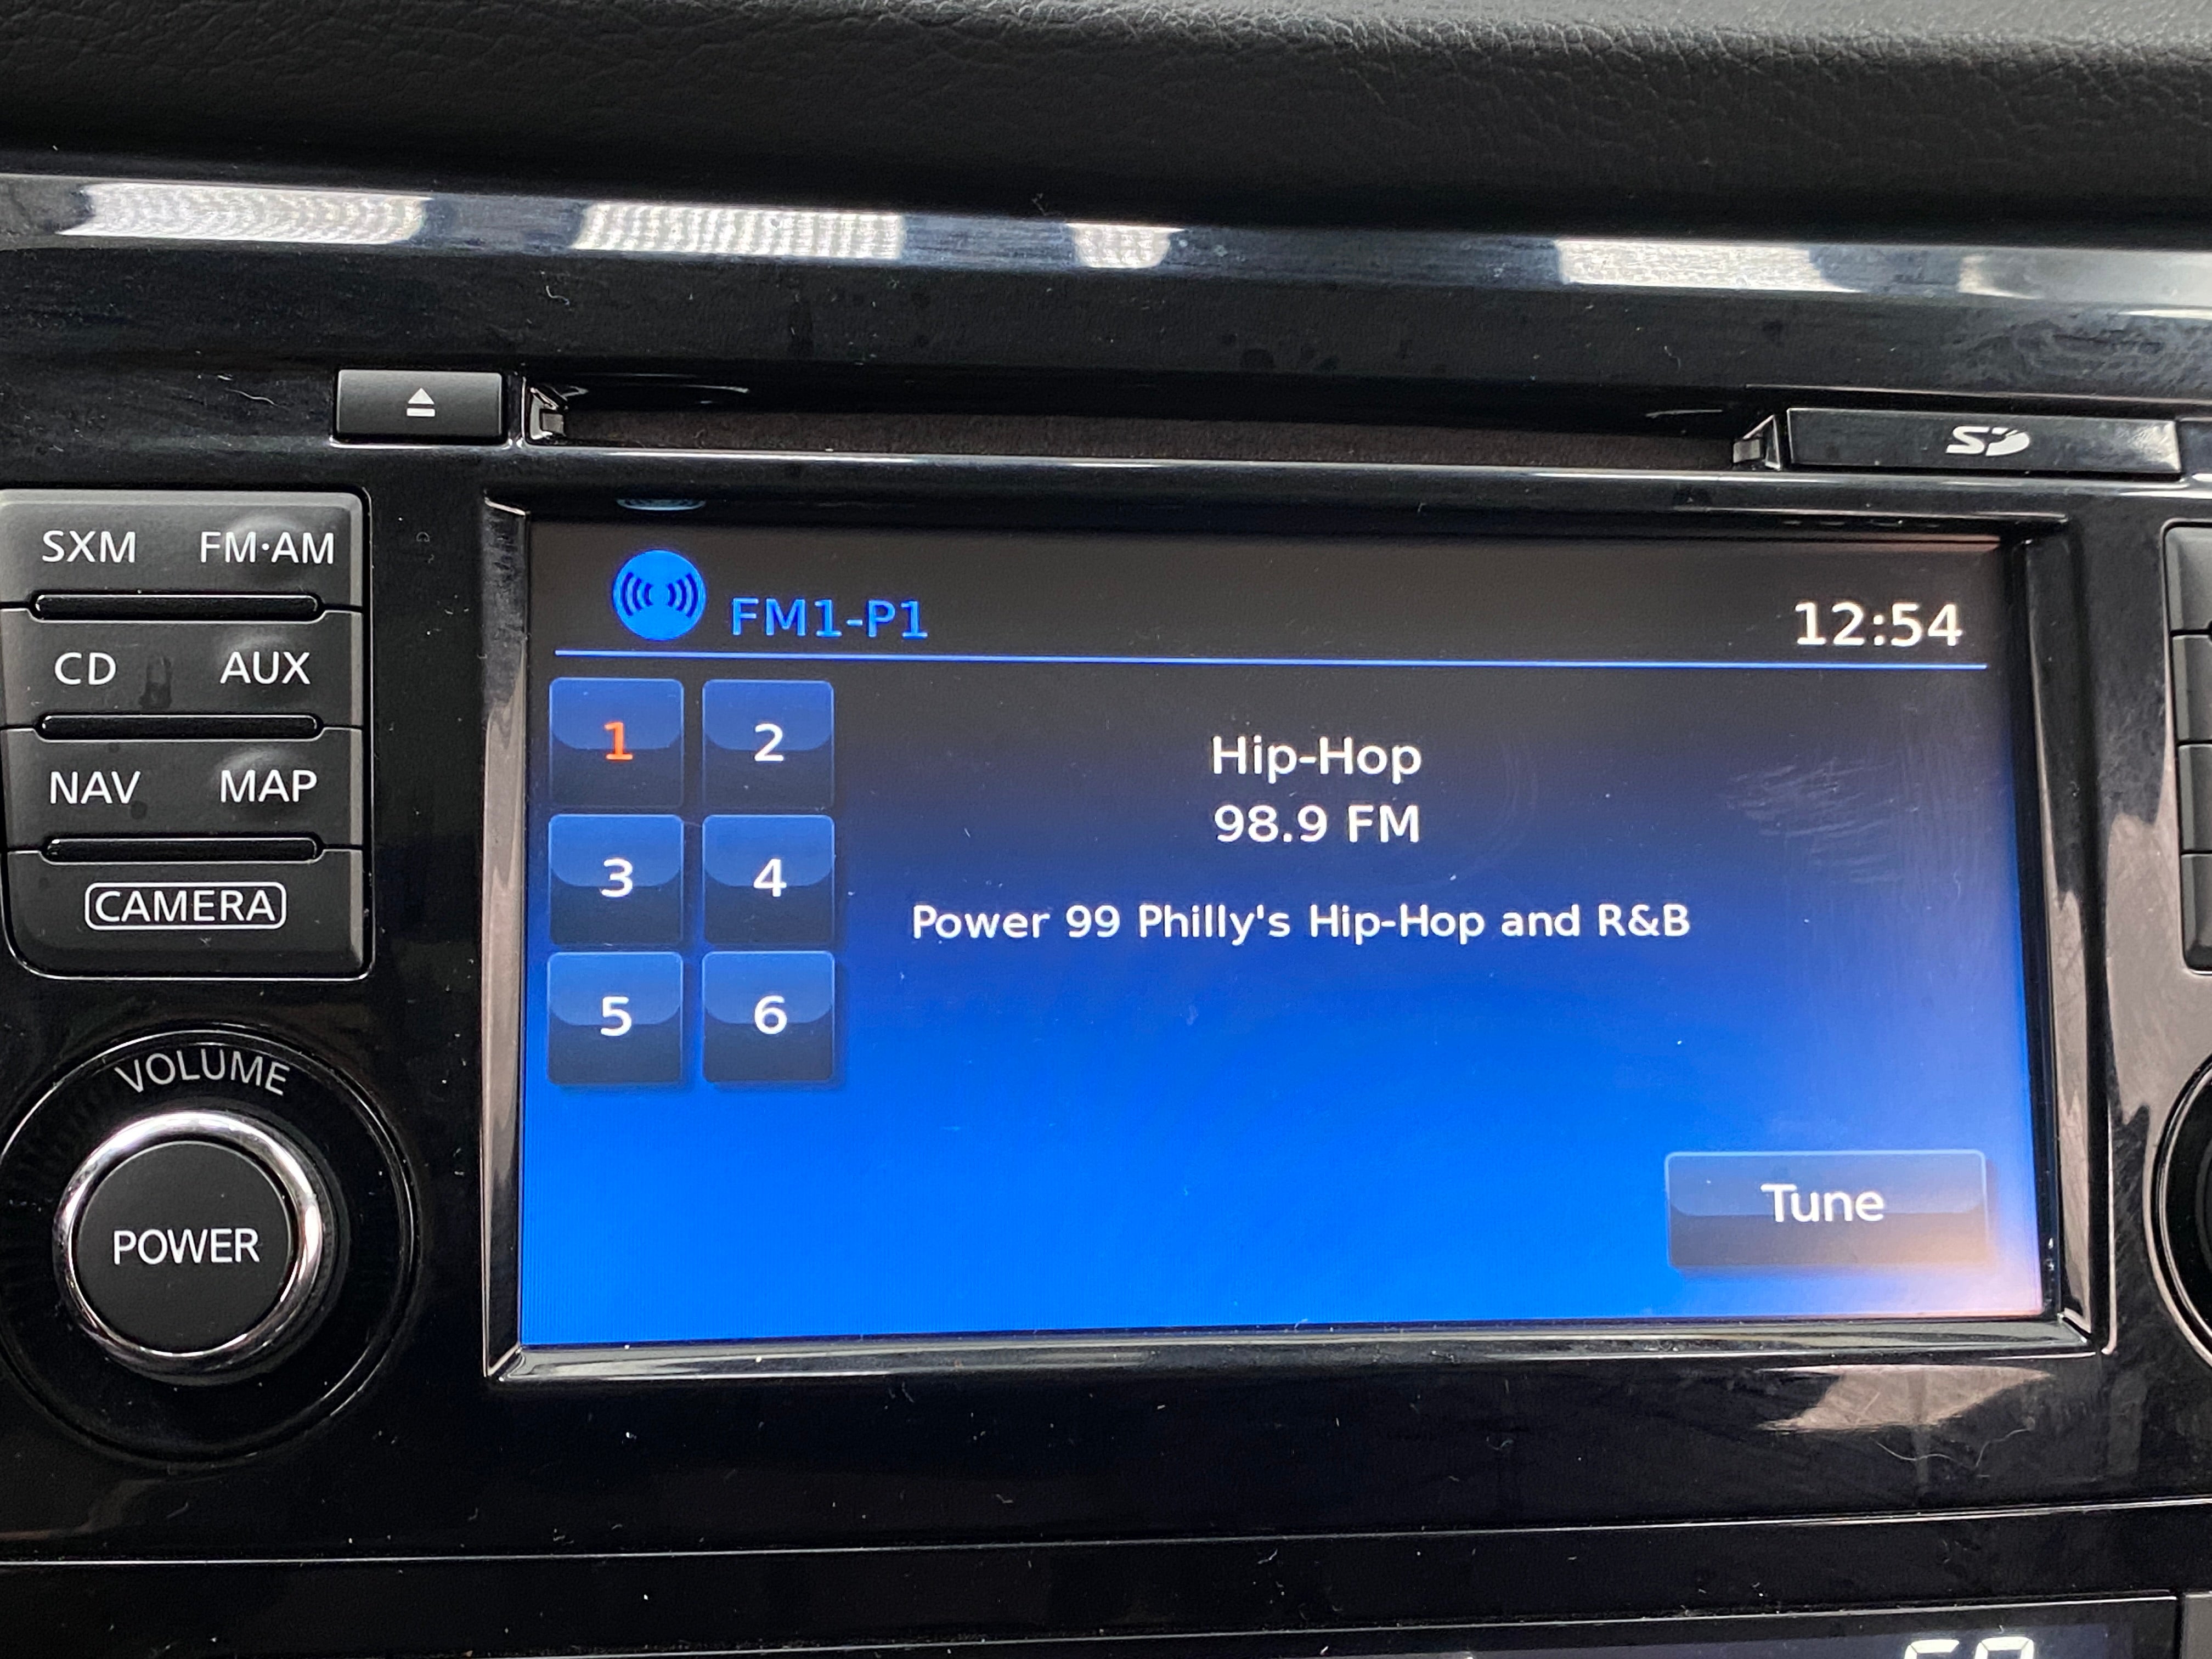 SXM FM·AM
CD AUX
NAV MAP
CAMERA
VOLUME
POWER
SD
FM1-P1 12:54
1 2
3 4
5 6
Hip-Hop
98.9 FM
Power 99 Philly's Hip-Hop and R&B
Tune